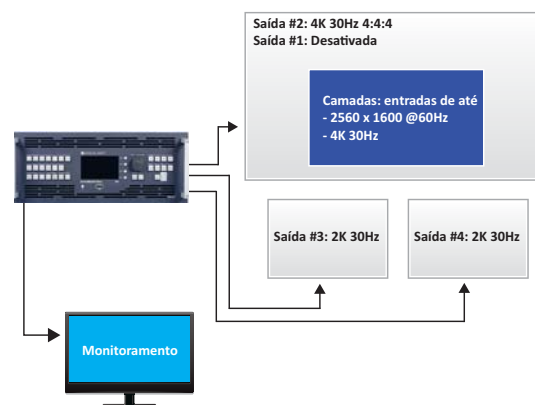 Saída #2: 4K 30Hz 4:4:4
Saída #1: Desativada
Camadas: entradas de até
- 2560 x 1600 @60Hz
- 4K 30Hz
Saída #3: 2K 30Hz
Saída #4: 2K 30Hz
Monitoramento